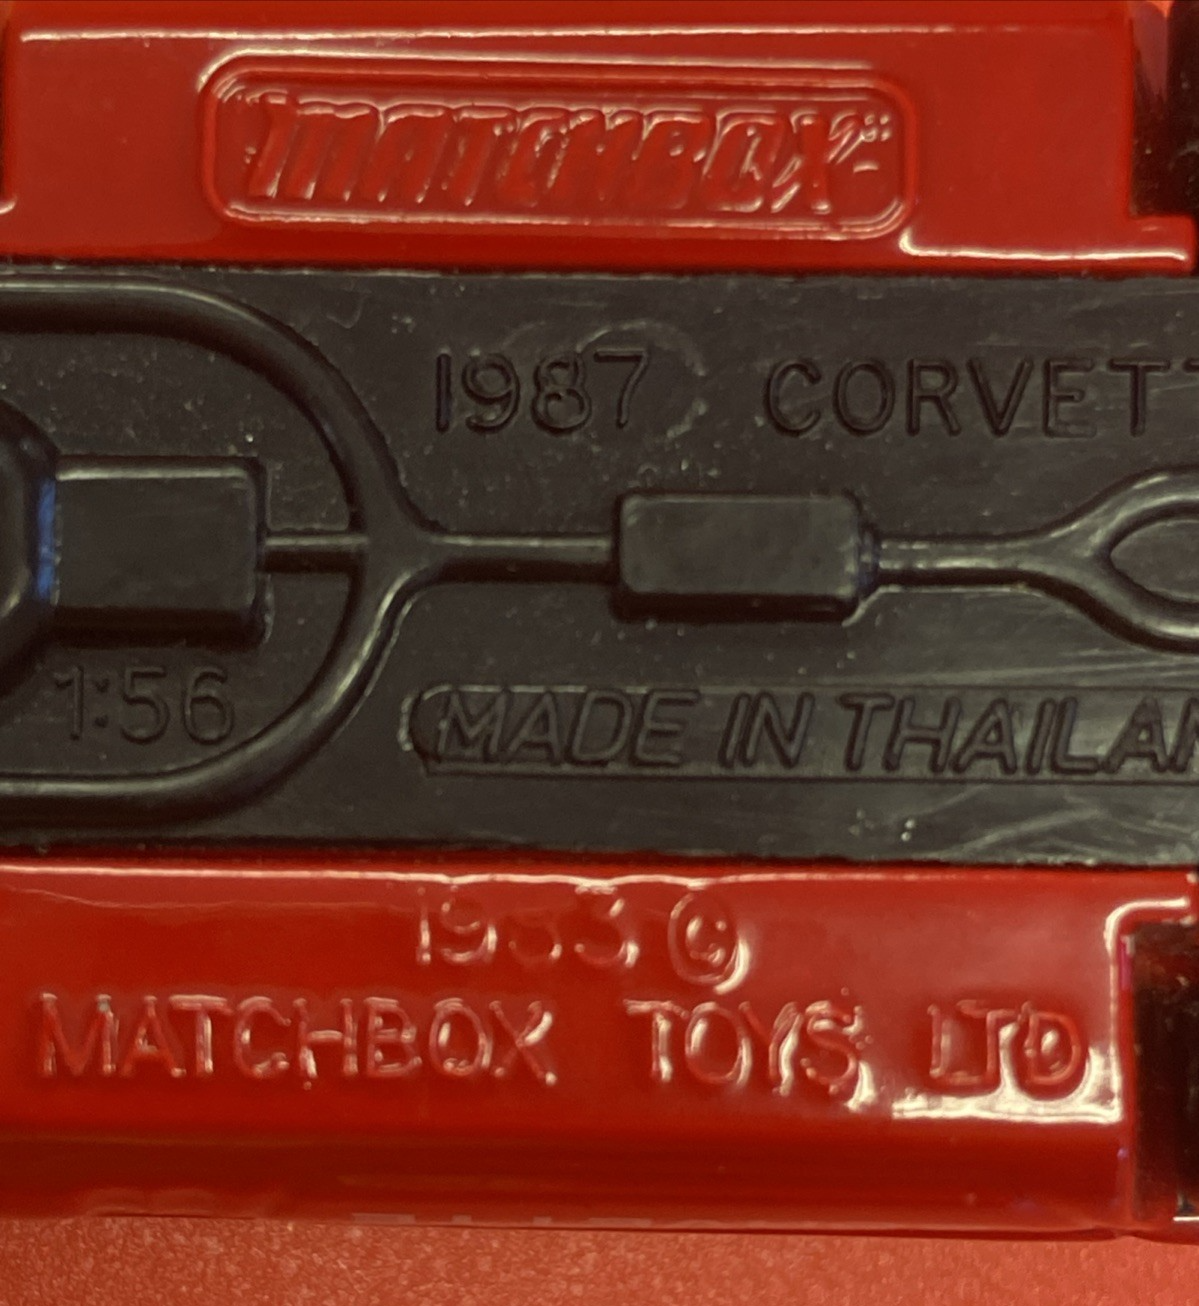 MATCHBOX
1987 CORVETT
1:56
MADE IN THAILAN
1983 ©
MATCHBOX TOYS LTD